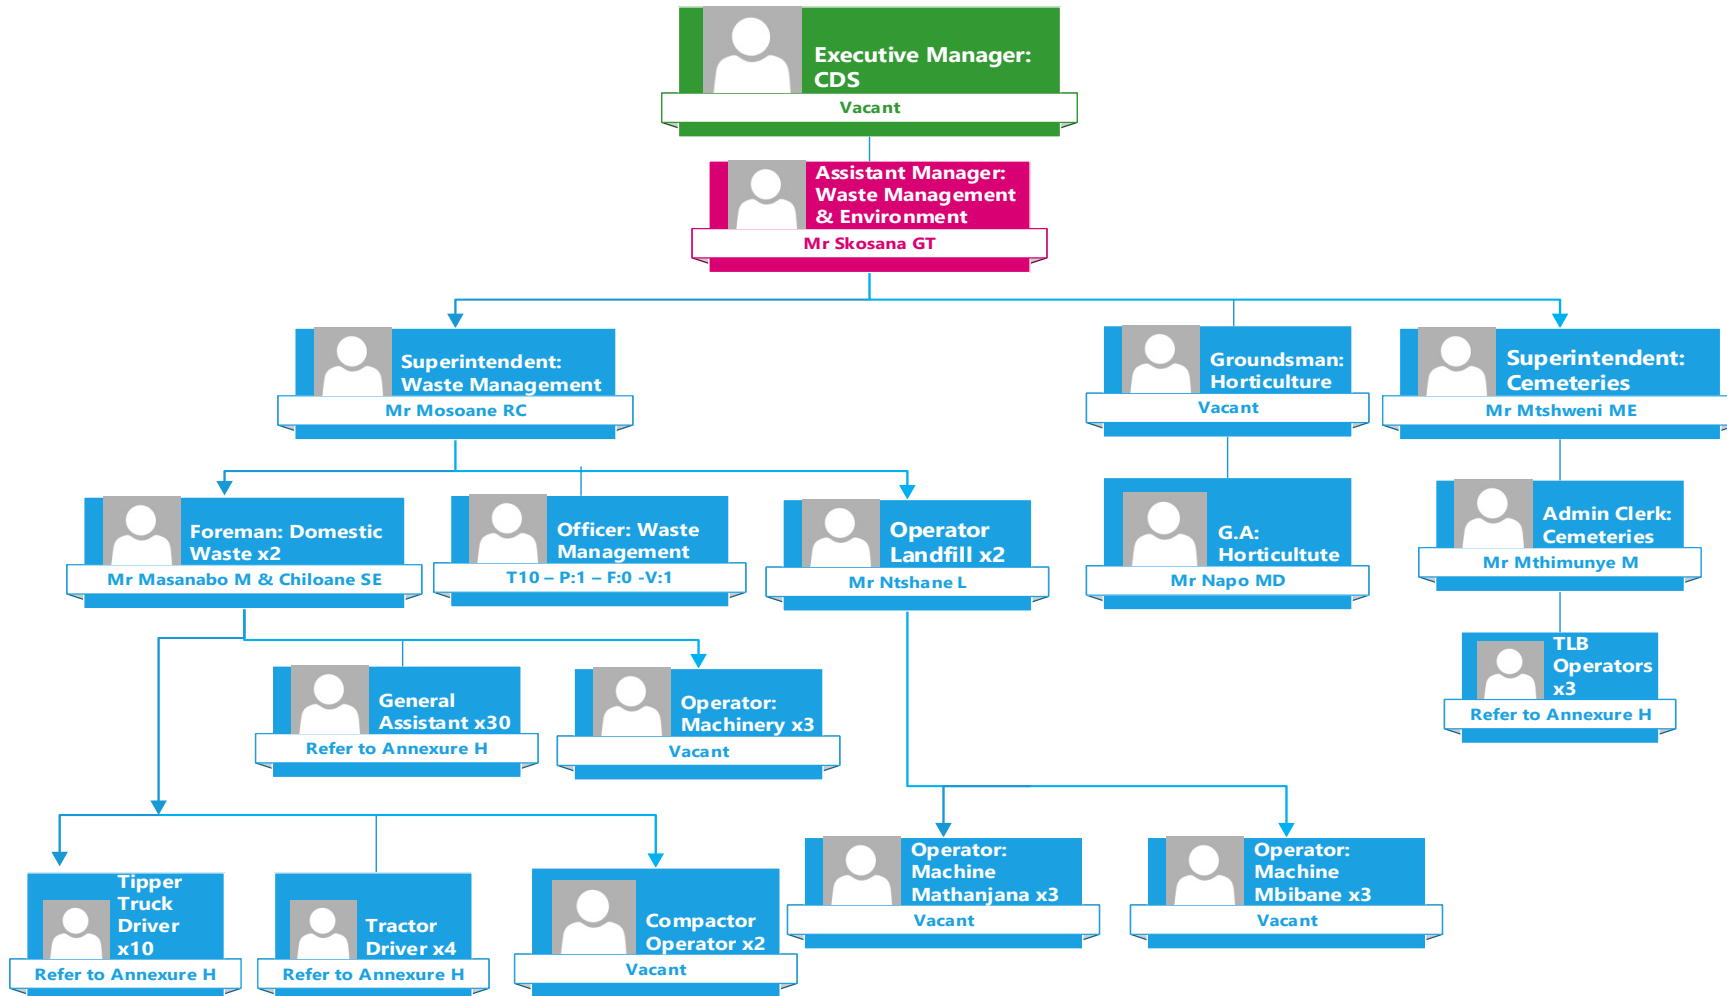 Executive Manager:
CDS
Vacant
Assistant Manager:
Waste Management
& Environment
Mr Skosana GT
Superintendent:
Waste Management
Mr Mosoane RC
Groundsman:
Horticulture
Vacant
Superintendent:
Cemeteries
Mr Mtshweni ME
Foreman: Domestic
Waste x2
Mr Masanabo M & Chiloane SE
Officer: Waste
Management
T10 – P:1 – F:0 -V:1
Operator
Landfill x2
Mr Ntshane L
G.A:
Horticultute
Mr Napo MD
Admin Clerk:
Cemeteries
Mr Mthimunye M
General
Assistant x30
Refer to Annexure H
Operator:
Machinery x3
Vacant
TLB
Operators
x3
Refer to Annexure H
Tipper
Truck
Driver
x10
Refer to Annexure H
Tractor
Driver x4
Refer to Annexure H
Compactor
Operator x2
Vacant
Operator:
Machine
Mathanjana x3
Vacant
Operator:
Machine
Mbibane x3
Vacant